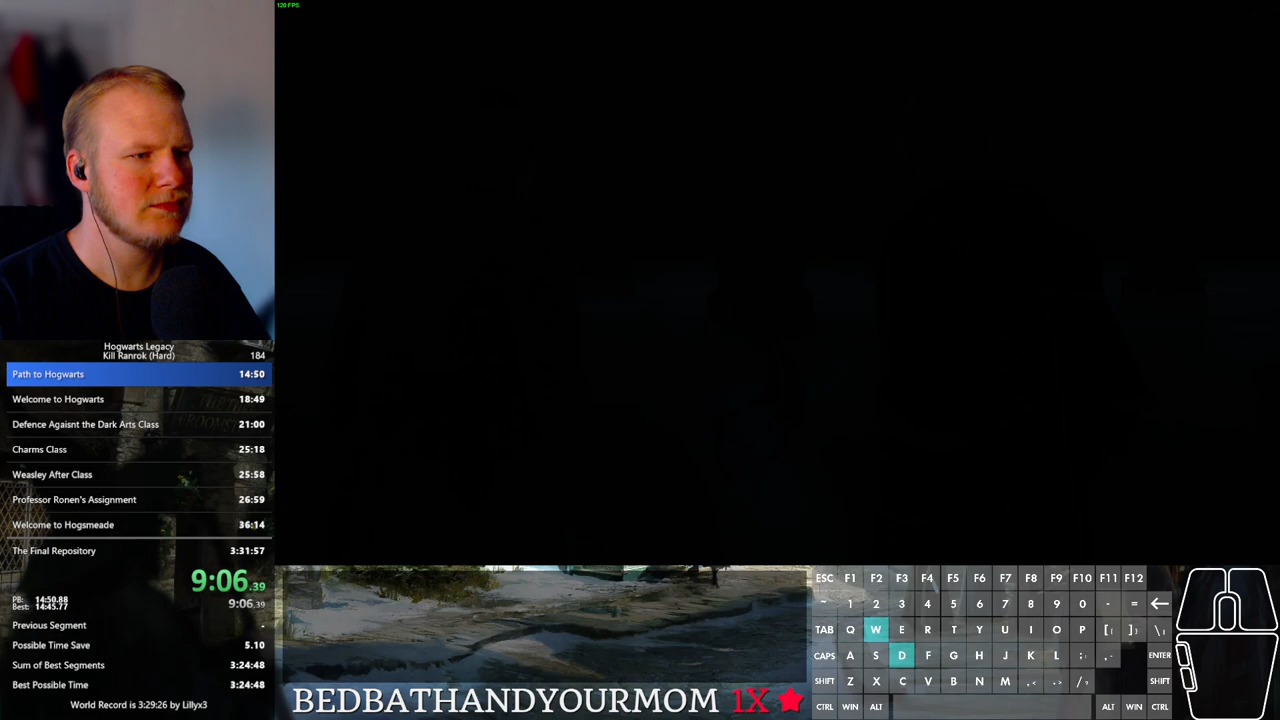 120 FPS
Hogwarts Legacy
Kill Ranrok (Hard) 184
Path to Hogwarts 14:50
Welcome to Hogwarts 18:49
Defence Agaisnt the Dark Arts Class 21:00
Charms Class 25:18
Weasley After Class 25:58
Professor Ronen's Assignment 26:59
Welcome to Hogsmeade 36:14
The Final Repository 3:31:57
9:06.39
PB: 14:50.88
Best: 14:45.77
9:06.39
Previous Segment -
Possible Time Save 5.10
Sum of Best Segments 3:24:48
Best Possible Time 3:24:48
World Record is 3:29:26 by Lillyx3
BEDBATHANDYOURMOM 1X
ESC F1 F2 F3 F4 F5 F6 F7 F8 F9 F10 F11 F12
~ 1 2 3 4 5 6 7 8 9 0 - = ←
TAB Q W E R T Y U I O P [{ ]} \|
CAPS A S D F G H J K L ;: ,- ENTER
SHIFT Z X C V B N M ,< .> /? SHIFT
CTRL WIN ALT ALT WIN CTRL